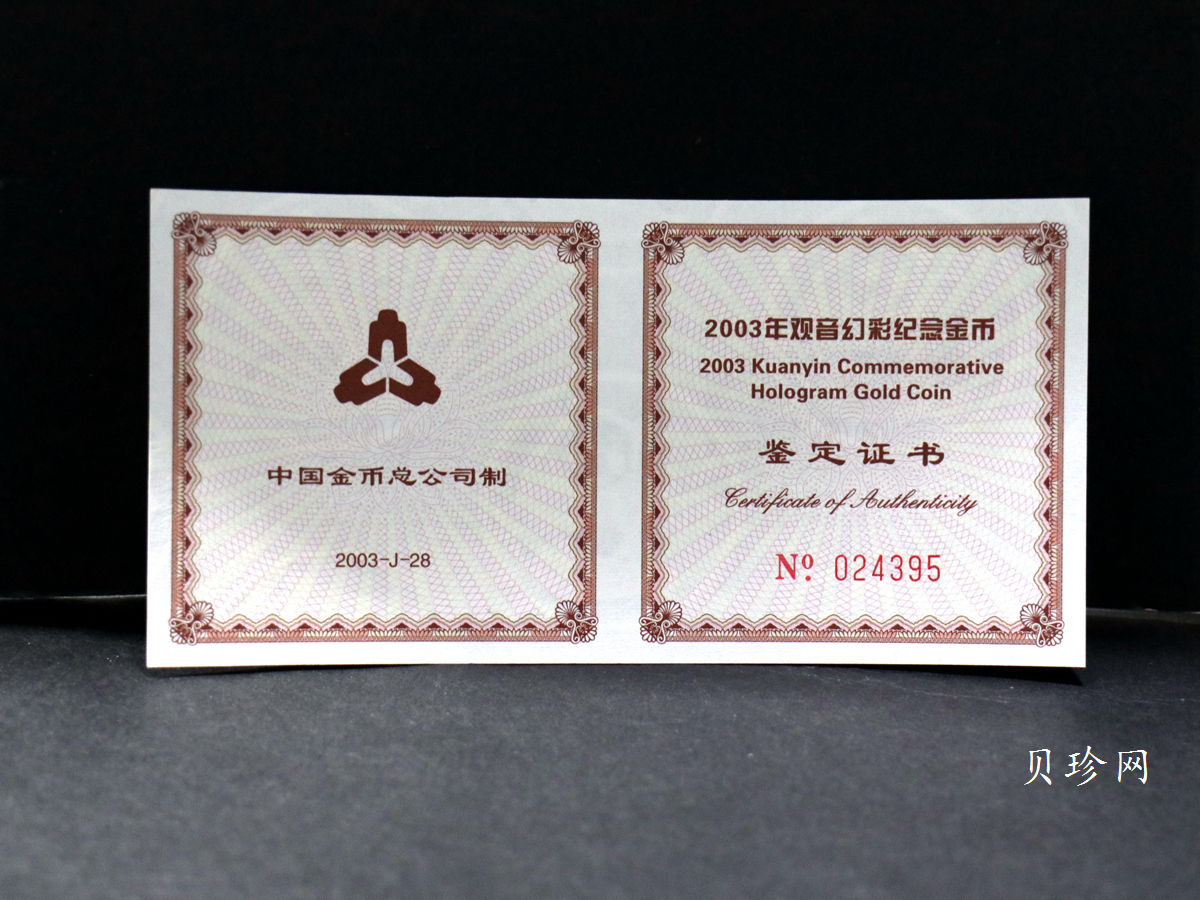 中国金币总公司制
2003-J-28
2003年观音幻彩纪念金币
2003 Kuanyin Commemorative
Hologram Gold Coin
鉴定证书
Certificate of Authenticity
Nº 024395
贝珍网